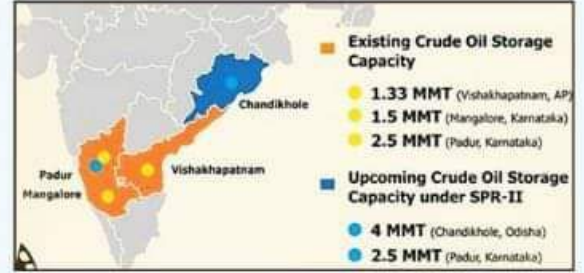 Existing Crude Oil Storage
Capacity
1.33 MMT (Vishakhapatnam, AP)
1.5 MMT (Mangalore, Karnataka)
2.5 MMT (Padur, Karnataka)
Upcoming Crude Oil Storage
Capacity under SPR-II
4 MMT (Chandikhole, Odisha)
2.5 MMT (Padur, Karnataka)
Chandikhole
Vishakhapatnam
Padur
Mangalore